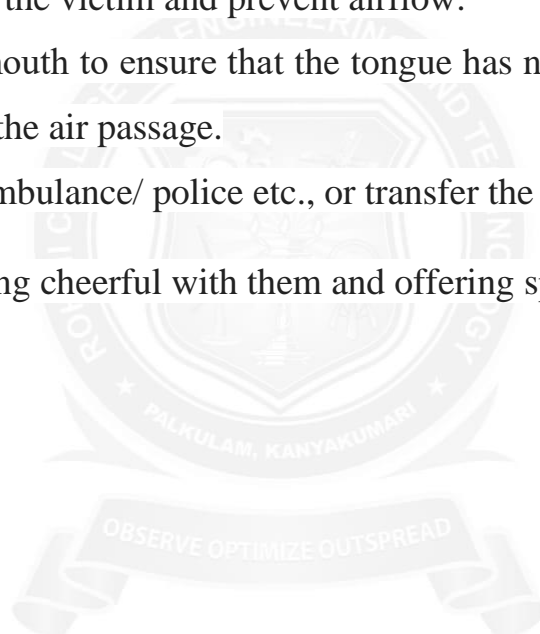 the victim and prevent airflow.
outh to ensure that the tongue has n
the air passage.
mbulance/ police etc., or transfer the
ng cheerful with them and offering s
ENGINEERING
PALKULAM, KANYAKUMARI
OBSERVE OPTIMIZE OUTSPREAD